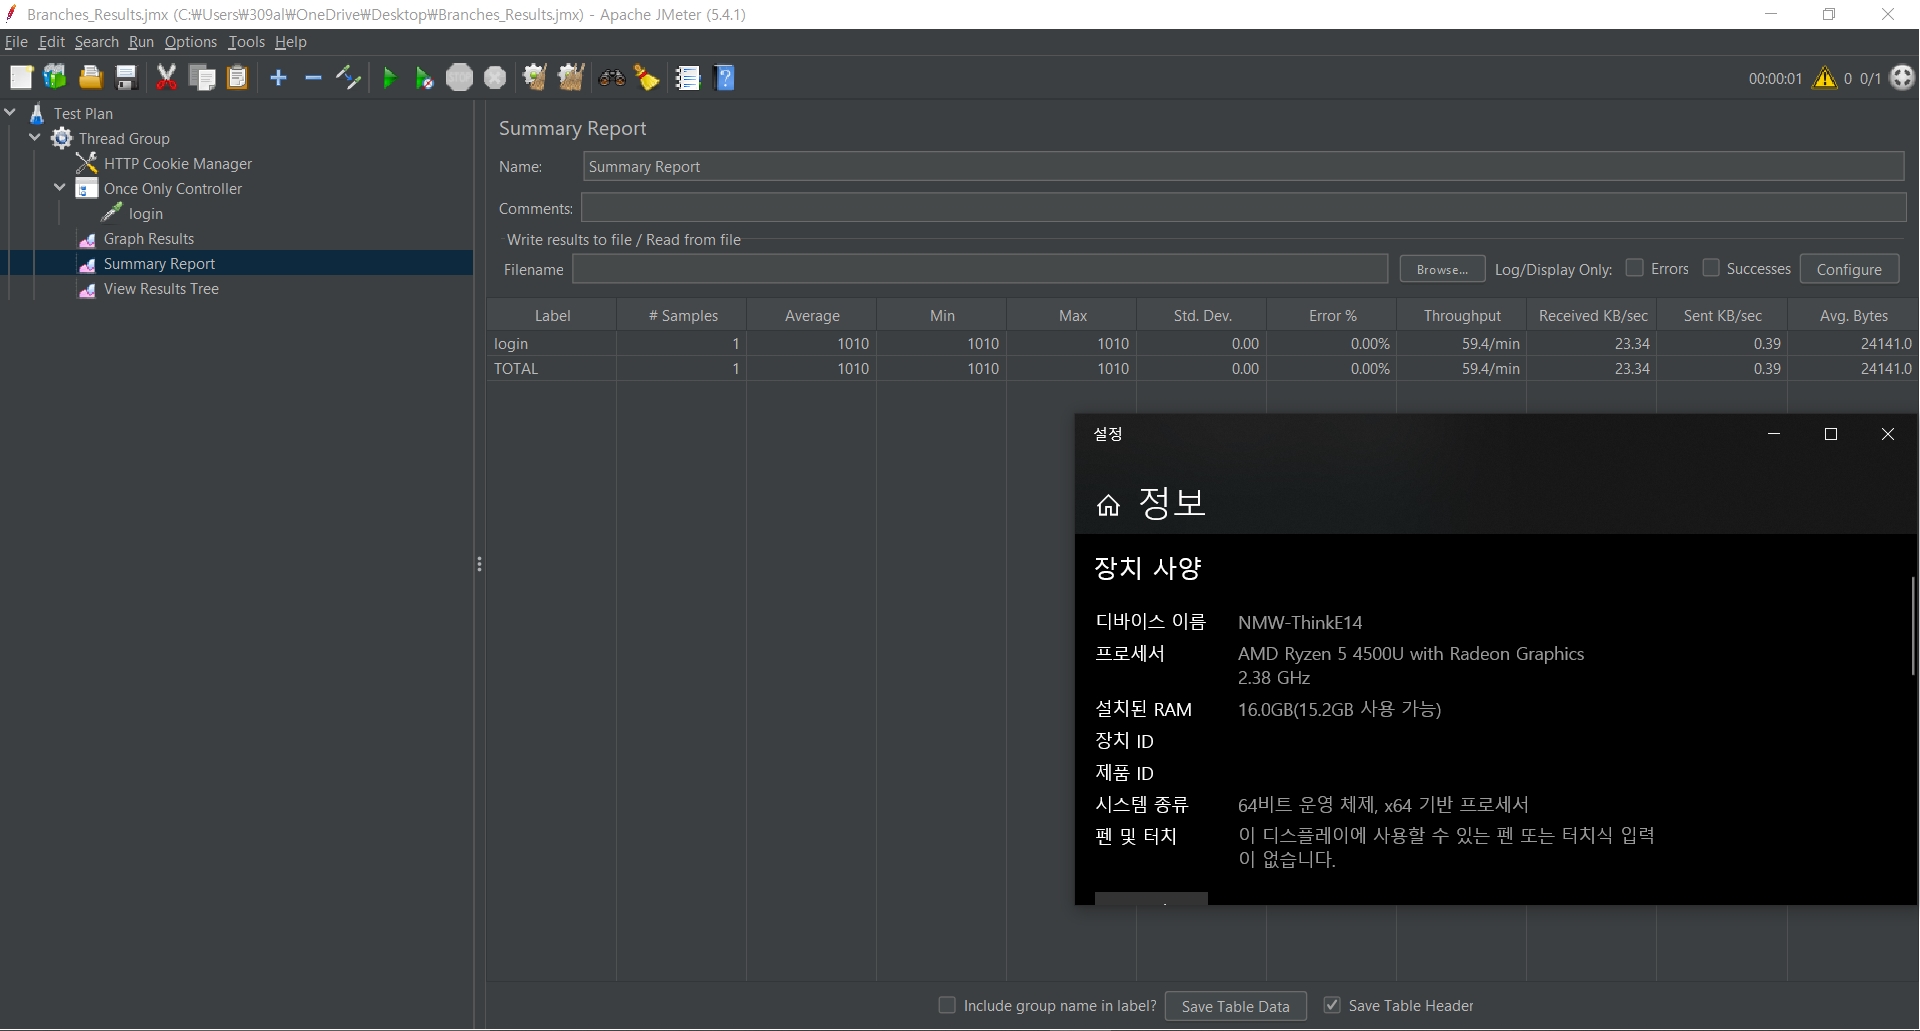 Branches_Results.jmx (C:₩Users₩309al₩OneDrive₩Desktop₩Branches_Results.jmx) - Apache JMeter (5.4.1)
File Edit Search Run Options Tools Help
STOP
00:00:01 0 0/1
Test Plan
Thread Group
HTTP Cookie Manager
Once Only Controller
login
Graph Results
Summary Report
View Results Tree
Summary Report
Name: Summary Report
Comments:
Write results to file / Read from file
Filename Browse... Log/Display Only: Errors Successes Configure
Label # Samples Average Min Max Std. Dev. Error % Throughput Received KB/sec Sent KB/sec Avg. Bytes
login 1 1010 1010 1010 0.00 0.00% 59.4/min 23.34 0.39 24141.0
TOTAL 1 1010 1010 1010 0.00 0.00% 59.4/min 23.34 0.39 24141.0
설정
정보
장치 사양
디바이스 이름 NMW-ThinkE14
프로세서 AMD Ryzen 5 4500U with Radeon Graphics
2.38 GHz
설치된 RAM 16.0GB(15.2GB 사용 가능)
장치 ID
제품 ID
시스템 종류 64비트 운영 체제, x64 기반 프로세서
펜 및 터치 이 디스플레이에 사용할 수 있는 펜 또는 터치식 입력
이 없습니다.
Include group name in label? Save Table Data Save Table Header